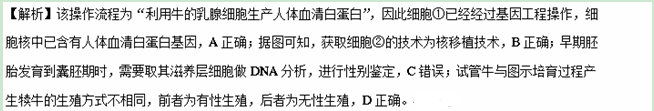 【解析】该操作流程为“利用牛的乳腺细胞生产人体血清白蛋白”，因此细胞①已经经过基因工程操作，细
胞核中已含有人体血清白蛋白基因，A 正确；据图可知，获取细胞②的技术为核移植技术，B 正确；早期胚
胎发育到囊胚期时，需要取其滋养层细胞做 DNA 分析，进行性别鉴定，C 错误；试管牛与图示培育过程产
生犊牛的生殖方式不相同，前者为有性生殖，后者为无性生殖，D 正确。